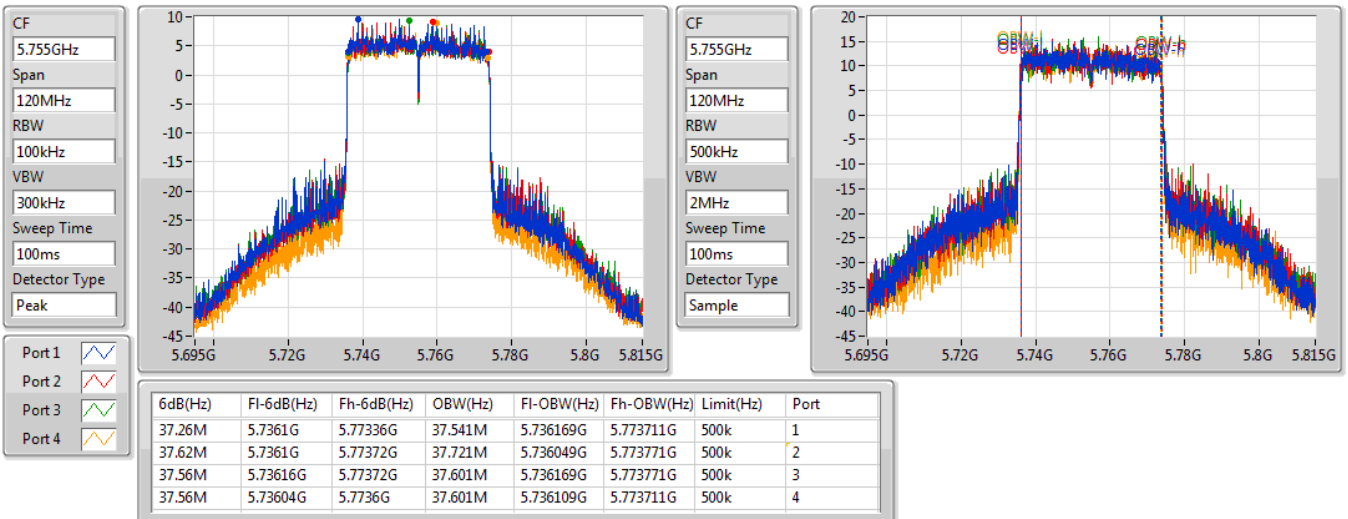 CF
5.755GHz
Span
120MHz
RBW
100kHz
VBW
300kHz
Sweep Time
100ms
Detector Type
Peak
10
5
0
-5
-10
-15
-20
-25
-30
-35
-40
-45
5.695G 5.72G 5.74G 5.76G 5.78G 5.8G 5.815G
CF
5.755GHz
Span
120MHz
RBW
500kHz
VBW
2MHz
Sweep Time
100ms
Detector Type
Sample
20
15
10
5
0
-5
-10
-15
-20
-25
-30
-35
-40
-45
5.695G 5.72G 5.74G 5.76G 5.78G 5.8G 5.815G
Port 1
Port 2
Port 3
Port 4
6dB(Hz) Fl-6dB(Hz) Fh-6dB(Hz) OBW(Hz) Fl-OBW(Hz) Fh-OBW(Hz) Limit(Hz) Port
37.26M 5.7361G 5.77336G 37.541M 5.736169G 5.773711G 500k 1
37.62M 5.7361G 5.77372G 37.721M 5.736049G 5.773771G 500k 2
37.56M 5.73616G 5.77372G 37.601M 5.736169G 5.773771G 500k 3
37.56M 5.73604G 5.7736G 37.601M 5.736109G 5.773711G 500k 4